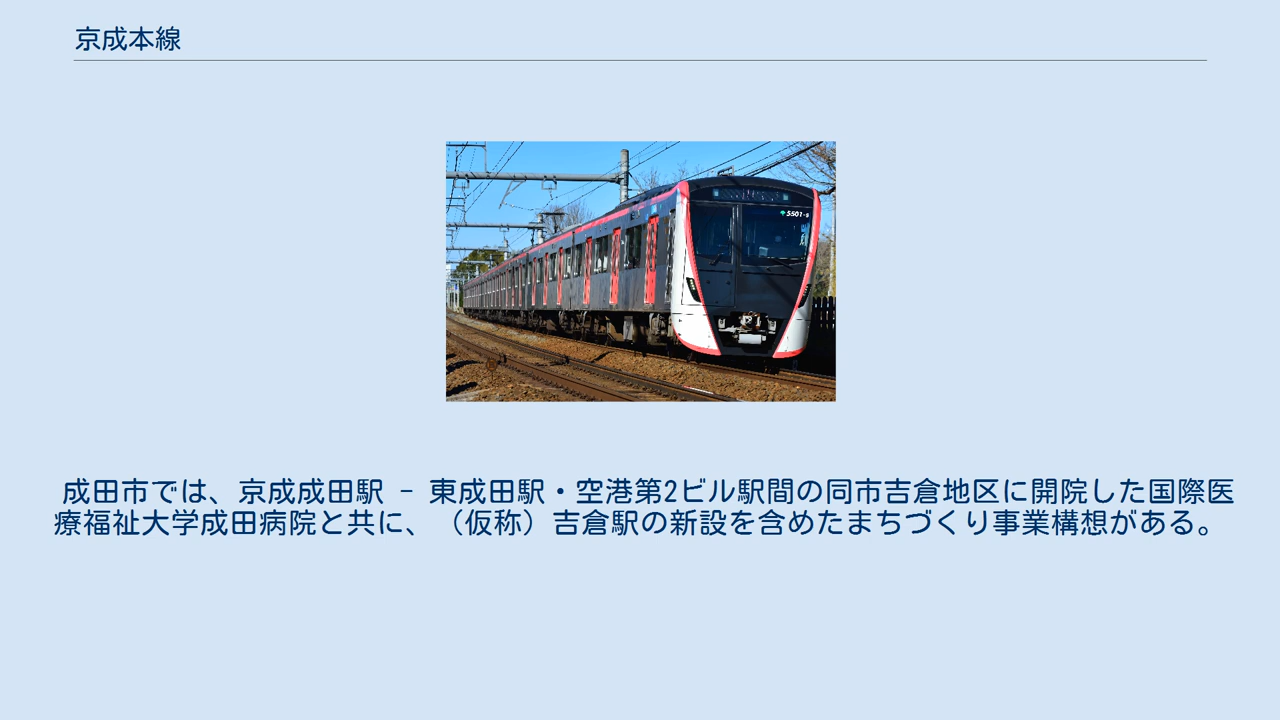 京成本線
5501-8
成田市では、京成成田駅 － 東成田駅・空港第2ビル駅間の同市吉倉地区に開院した国際医
療福祉大学成田病院と共に、（仮称）吉倉駅の新設を含めたまちづくり事業構想がある。